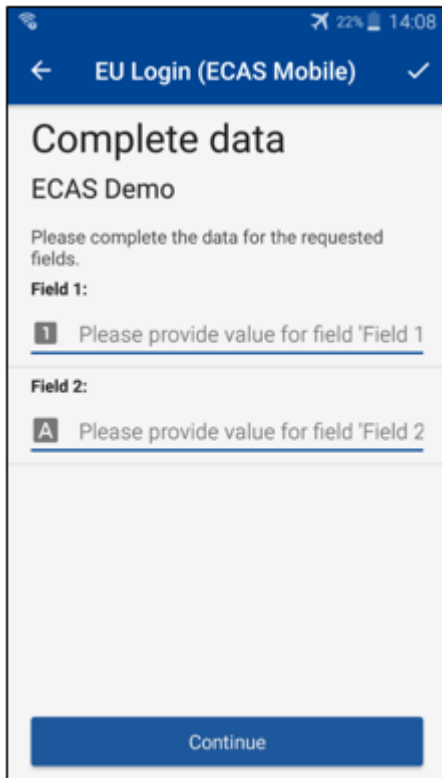 22% 14:08
EU Login (ECAS Mobile)
Complete data
ECAS Demo
Please complete the data for the requested
fields.
Field 1:
1 Please provide value for field 'Field 1
Field 2:
A Please provide value for field 'Field 2
Continue